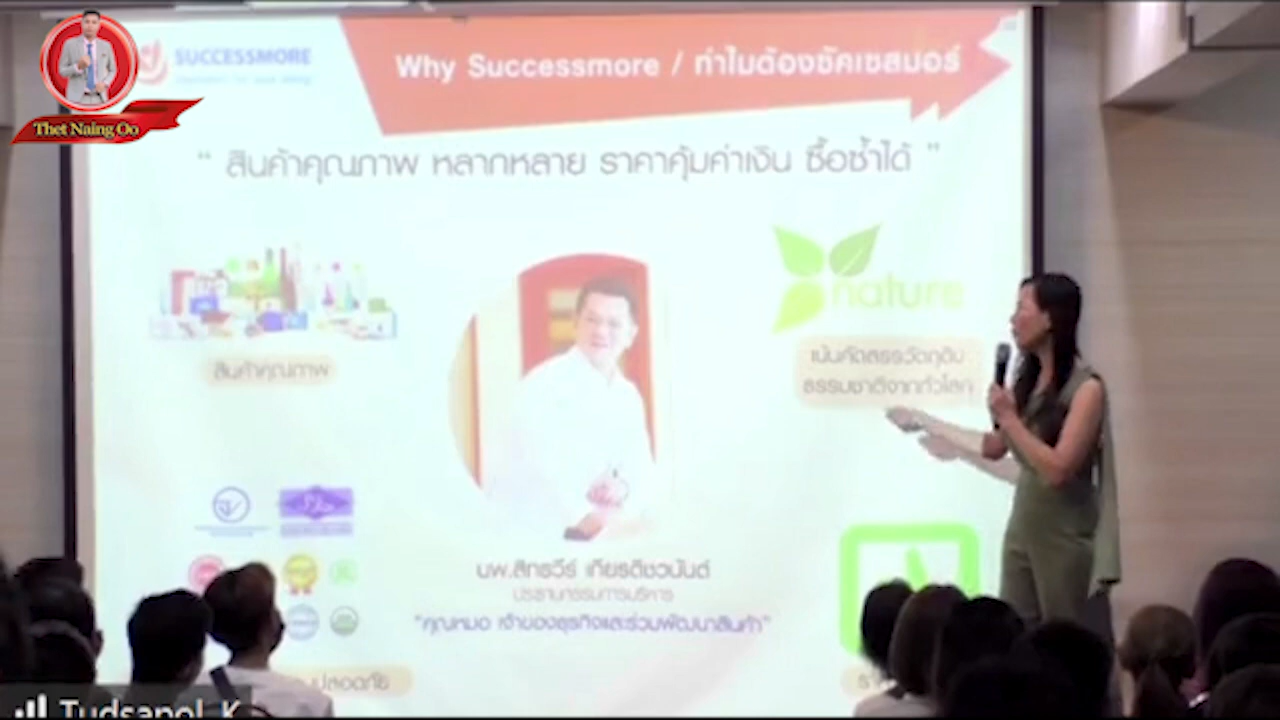 SUCCESSMORE
Why Successmore / ทำไมต้องซัคเซสมอร์
Thet Naing Oo
“ สินค้าคุณภาพ หลากหลาย ราคาคุ้มค่าเงิน ซื้อซ้ำได้ ”
nature
สินค้าคุณภาพ
เน้นคัดสรรวัตถุดิบ
ธรรมชาติจากทั่วโลก
นพ.สิทธวีร์ เกียรติชวนันต์
ประธานกรรมการบริหาร
"คุณหมอ เจ้าของธุรกิจและร่วมพัฒนาสินค้า"
ปลอดภัย
Tudsapol K